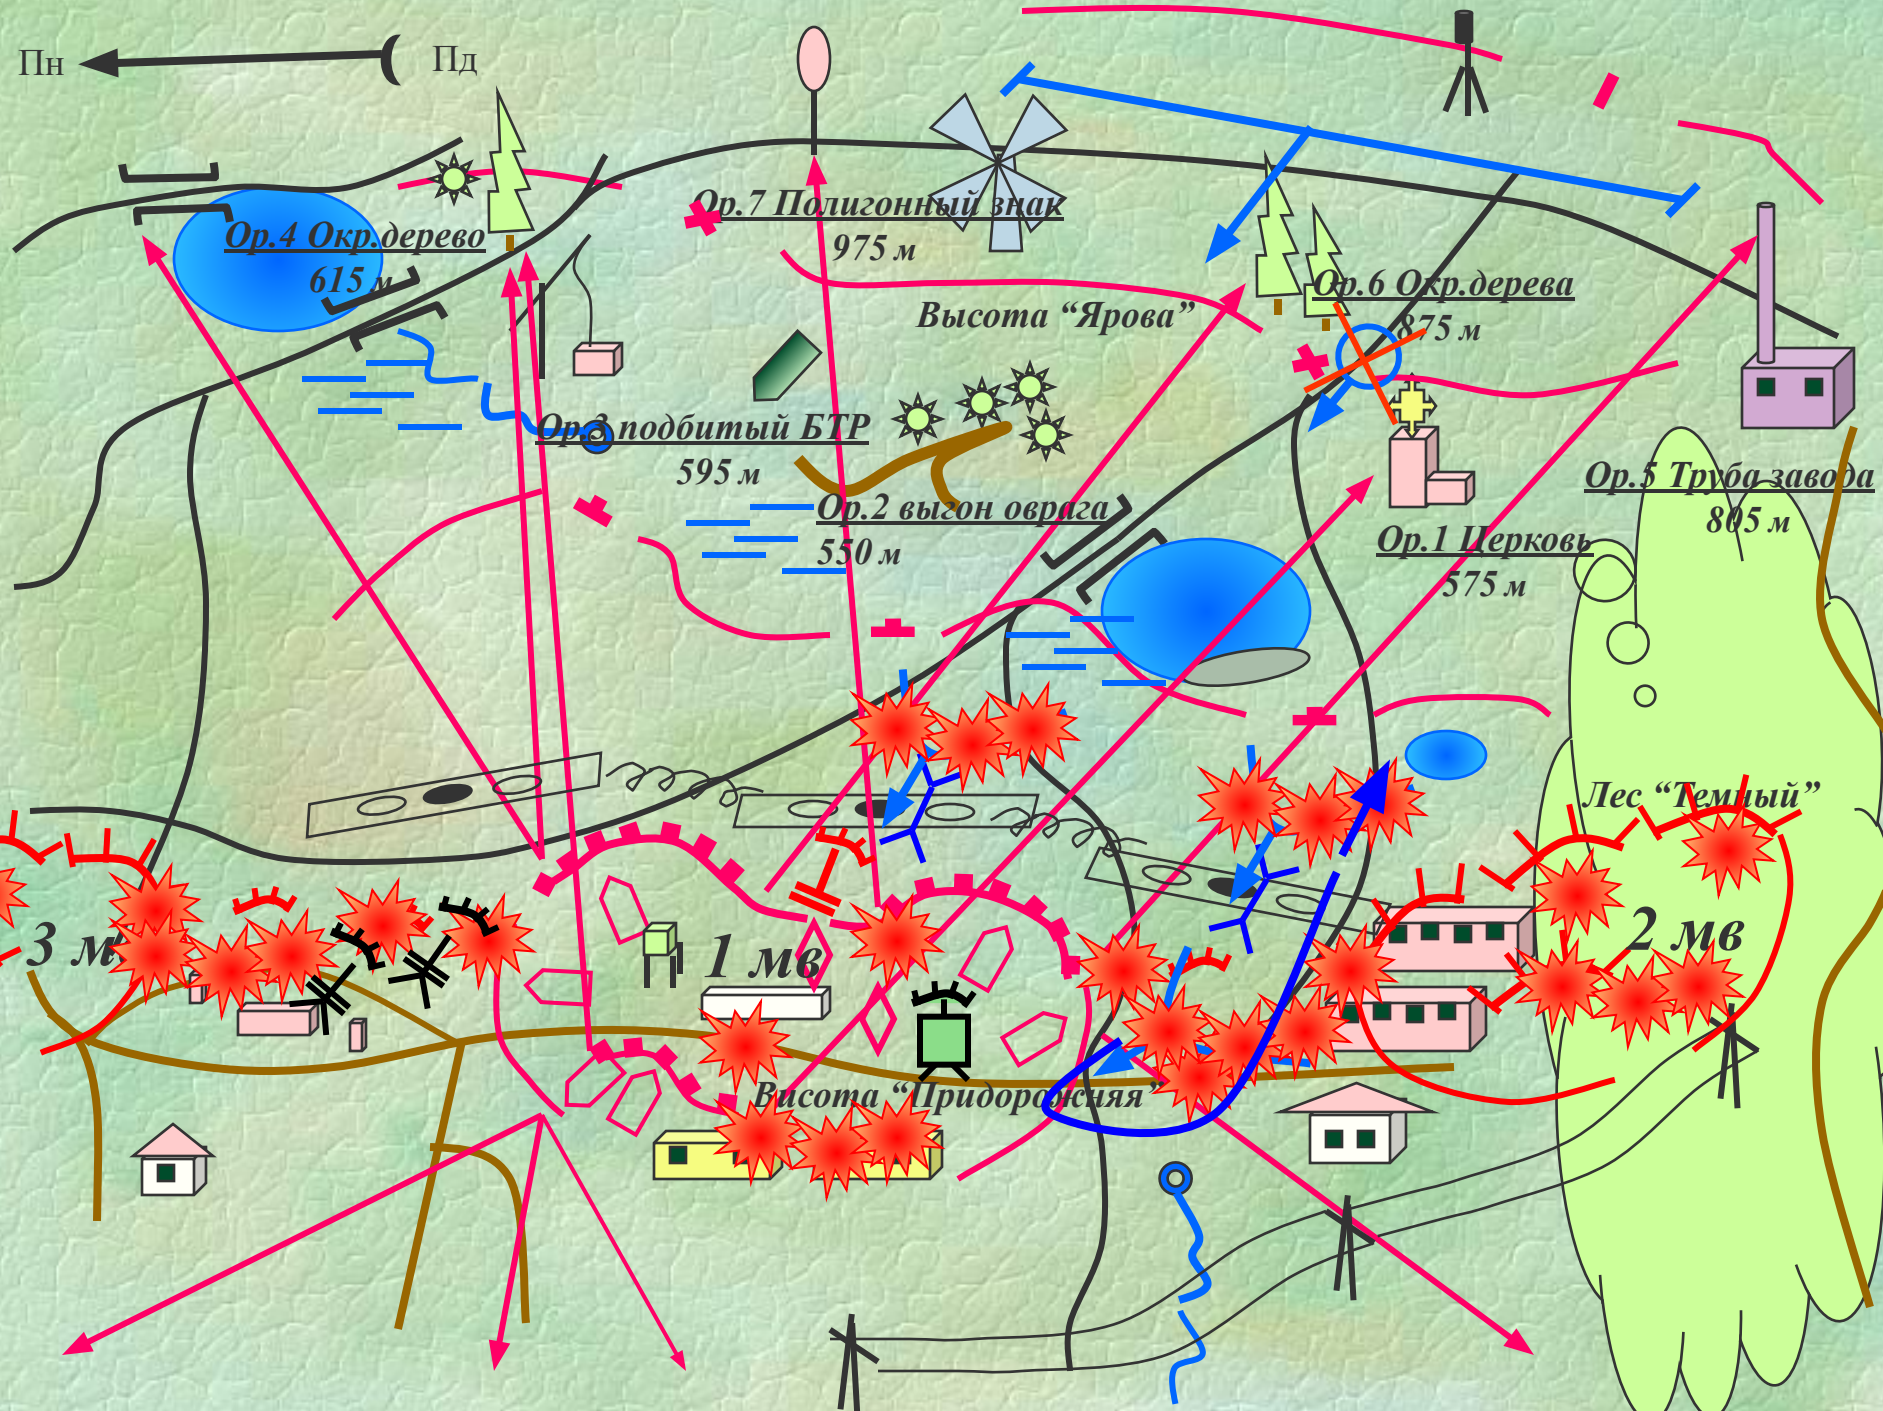 Пн
Пд
Ор.7 Полигонный знак
975 м
Ор.4 Окр.дерево
615 м
Ор.6 Окр.дерева
875 м
Высота “Ярова”
Ор.3 подбитый БТР
595 м
Ор.5 Труба завода
805 м
Ор.2 выгон оврага
550 м
Ор.1 Церковь
575 м
Лес “Темный”
3 мв
1 мв
2 мв
Висота “Придорожняя”